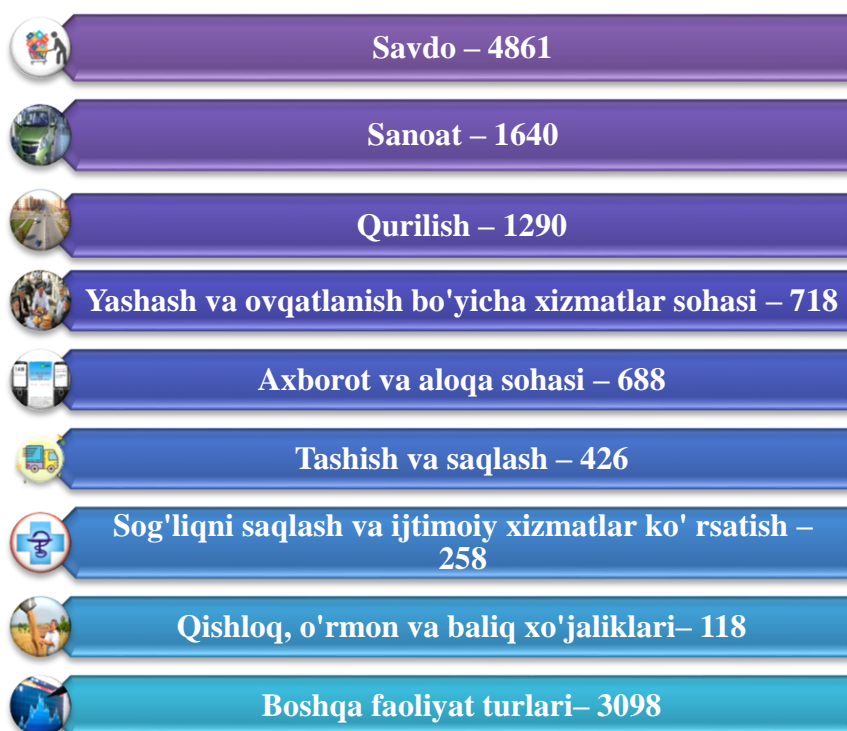 Savdo – 4861
Sanoat – 1640
Qurilish – 1290
Yashash va ovqatlanish bo'yicha xizmatlar sohasi – 718
Axborot va aloqa sohasi – 688
Tashish va saqlash – 426
Sog'liqni saqlash va ijtimoiy xizmatlar ko' rsatish –
258
Qishloq, o'rmon va baliq xo'jaliklari– 118
Boshqa faoliyat turlari– 3098